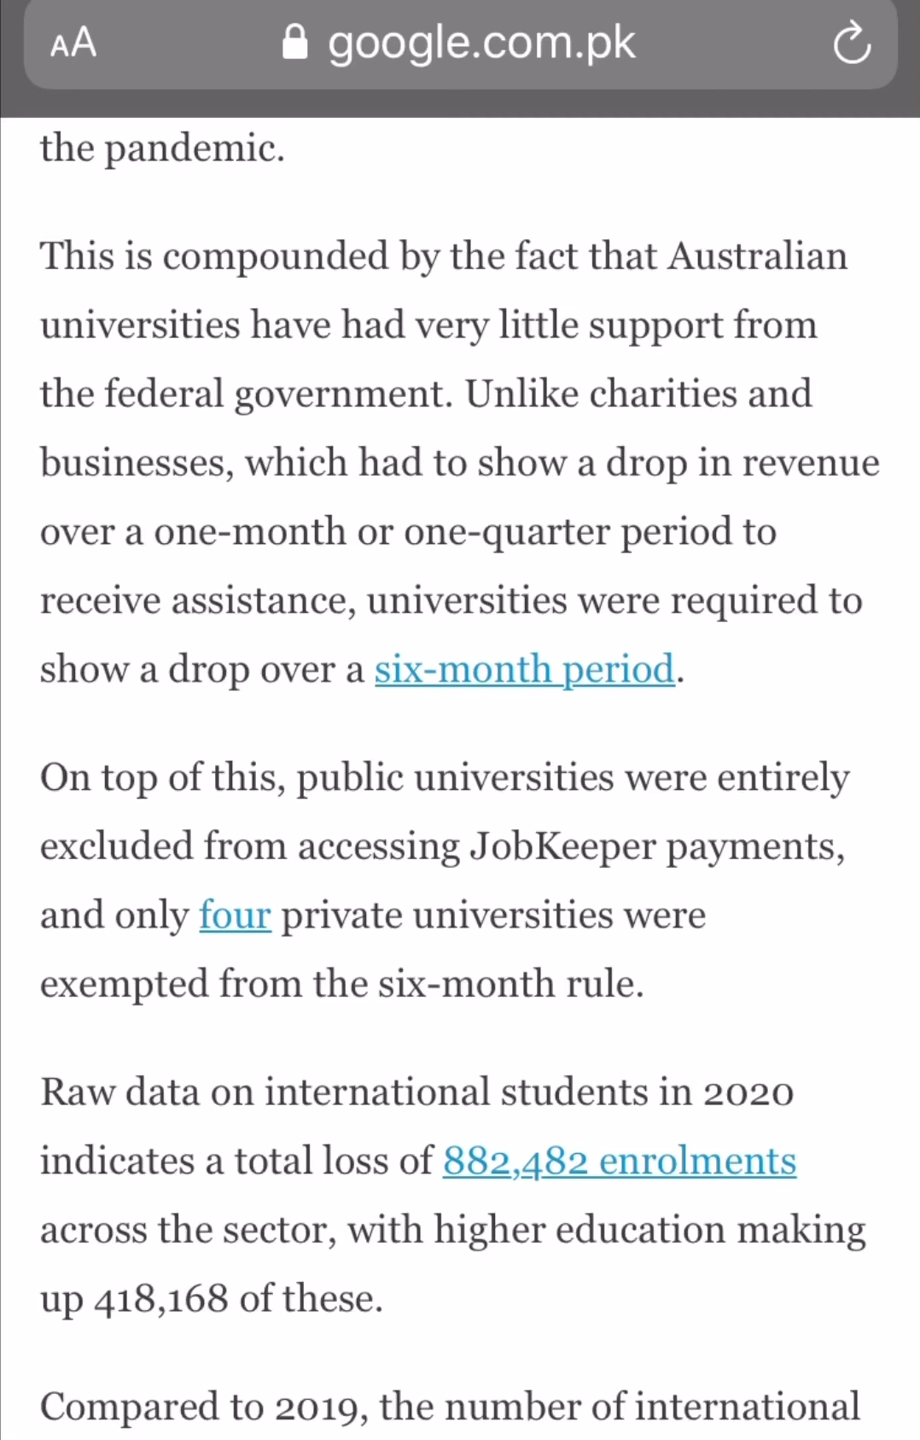 AA google.com.pk
the pandemic.
This is compounded by the fact that Australian
universities have had very little support from
the federal government. Unlike charities and
businesses, which had to show a drop in revenue
over a one-month or one-quarter period to
receive assistance, universities were required to
show a drop over a six-month period.
On top of this, public universities were entirely
excluded from accessing JobKeeper payments,
and only four private universities were
exempted from the six-month rule.
Raw data on international students in 2020
indicates a total loss of 882,482 enrolments
across the sector, with higher education making
up 418,168 of these.
Compared to 2019, the number of international